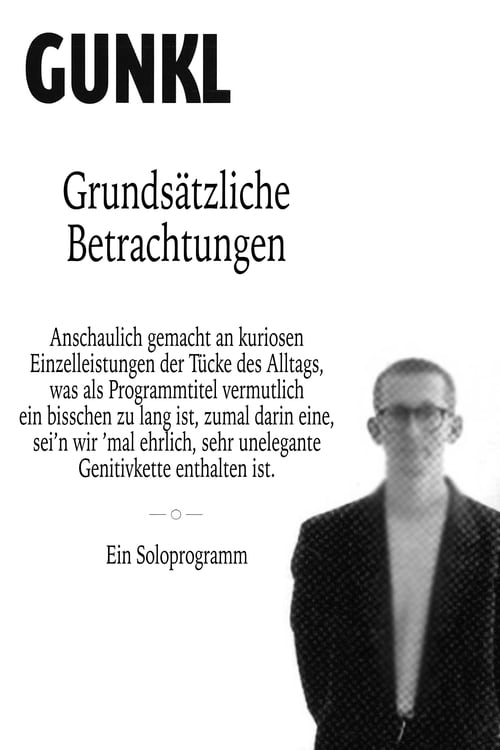 GUNKL
Grundsätzliche
Betrachtungen
Anschaulich gemacht an kuriosen
Einzelleistungen der Tücke des Alltags,
was als Programmtitel vermutlich
ein bisschen zu lang ist, zumal darin eine,
sei’n wir ’mal ehrlich, sehr unelegante
Genitivkette enthalten ist.
Ein Soloprogramm